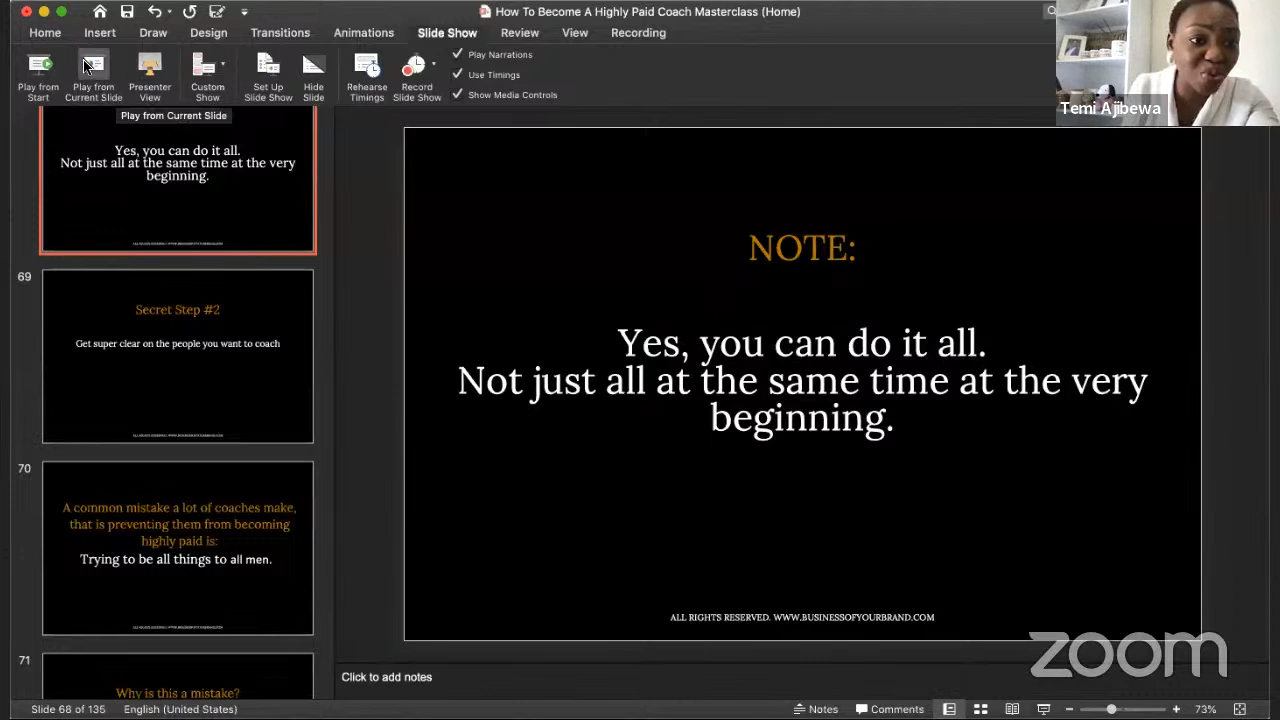 How To Become A Highly Paid Coach Masterclass (Home)
Home Insert Draw Design Transitions Animations Slide Show Review View Recording
Play from Start
Play from Current Slide
Presenter View
Custom Show
Set Up Slide Show
Hide Slide
Rehearse Timings
Record Slide Show
Play Narrations
Use Timings
Show Media Controls
Temi Ajibewa
Play from Current Slide
Yes, you can do it all.
Not just all at the same time at the very
beginning.
69
Secret Step #2
Get super clear on the people you want to coach
70
A common mistake a lot of coaches make,
that is preventing them from becoming
highly paid is:
Trying to be all things to all men.
71
Why is this a mistake?
NOTE:
Yes, you can do it all.
Not just all at the same time at the very
beginning.
ALL RIGHTS RESERVED. WWW.BUSINESSOFYOURBRAND.COM
zoom
Click to add notes
Slide 68 of 135 English (United States) Notes Comments 73%